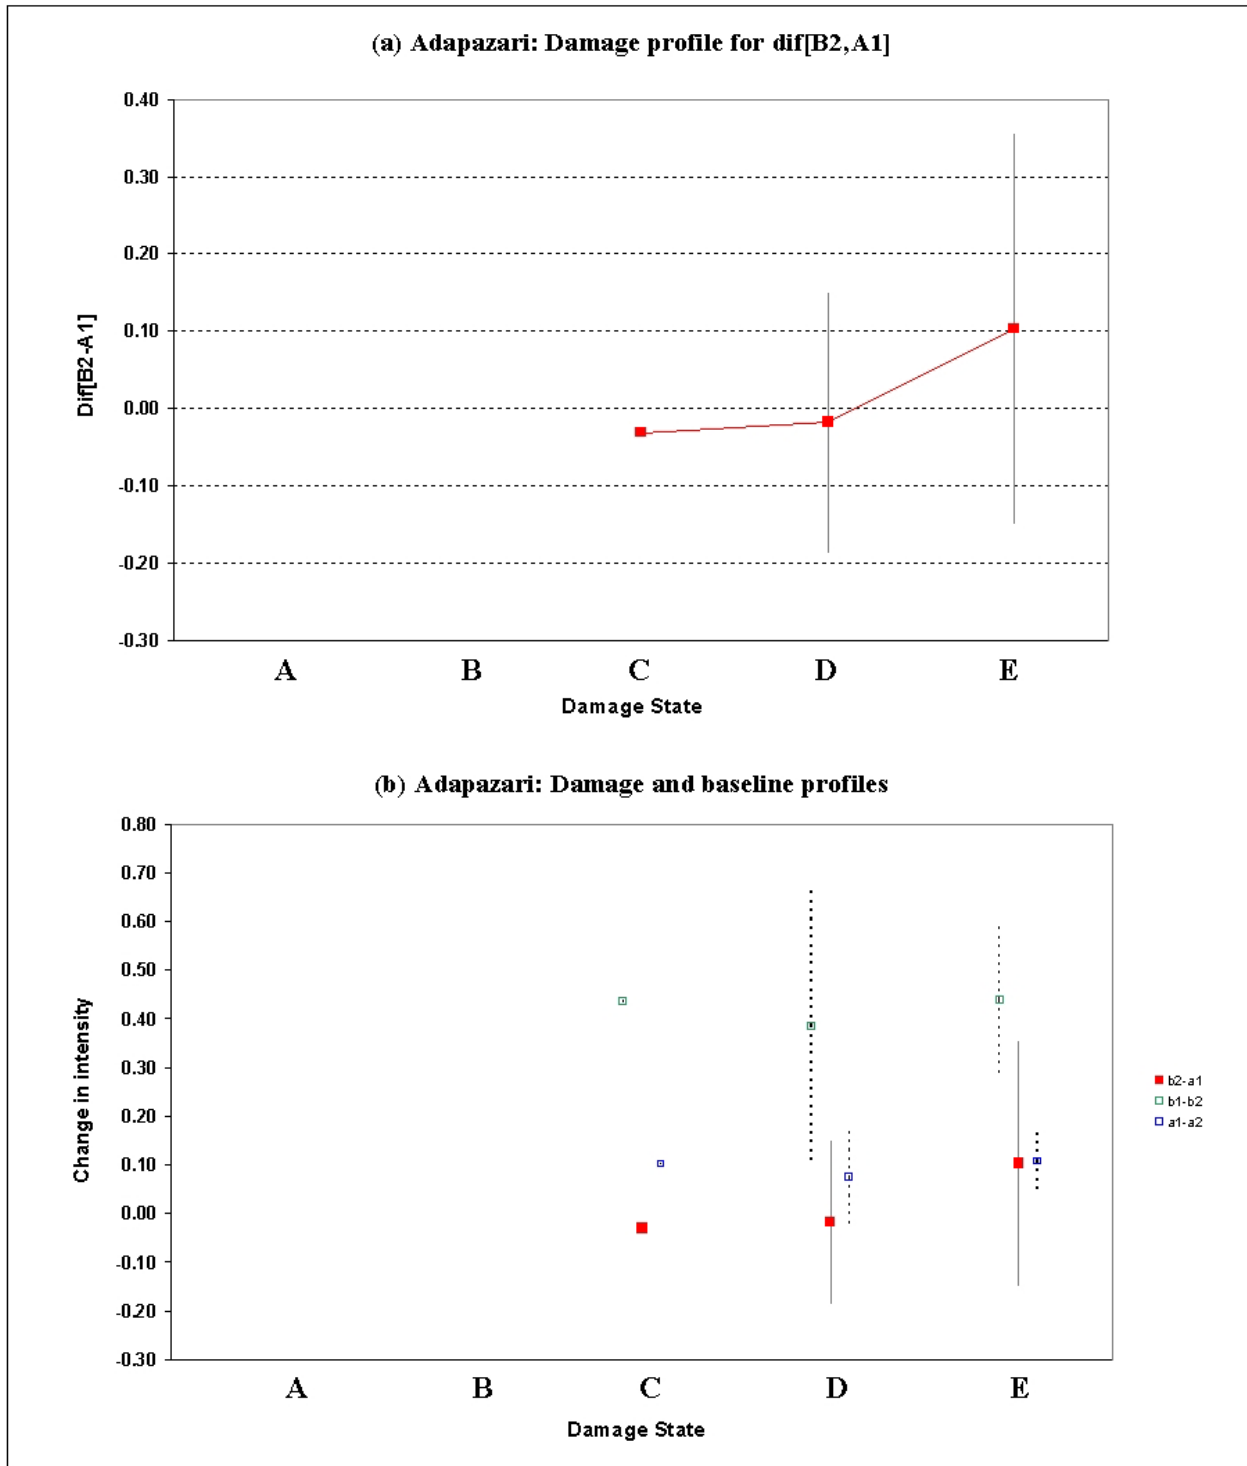 (a) Adapazari: Damage profile for dif[B2,A1]
0.40
0.30
0.20
0.10
0.00
-0.10
-0.20
-0.30
Dif[B2-A1]
A B C D E
Damage State
(b) Adapazari: Damage and baseline profiles
0.80
0.70
0.60
0.50
0.40
0.30
0.20
0.10
0.00
-0.10
-0.20
-0.30
Change in intensity
b2-a1
b1-b2
a1-a2
A B C D E
Damage State